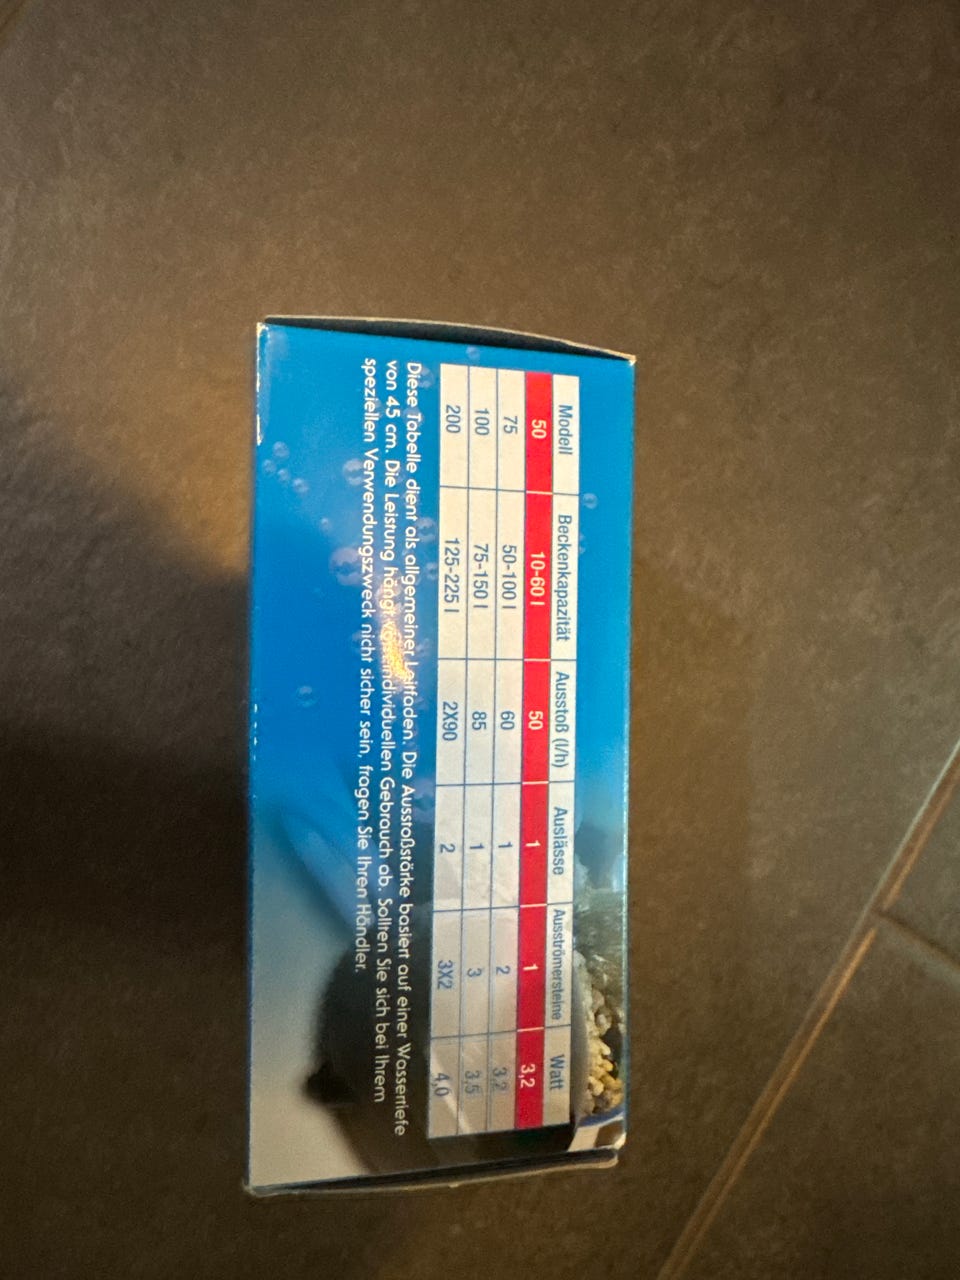 Modell Beckenkapazität Ausstoß (l/h) Auslässe Ausströmersteine Watt
50 10-60 l 50 1 1 3,2
75 50-100 l 60 1 2 3,2
100 75-150 l 85 1 3 3,5
200 125-225 l 2X90 2 3X2 4,0
Diese Tabelle dient als allgemeiner Leitfaden. Die Ausstoßstärke basiert auf einer Wassertiefe
von 45 cm. Die Leistung hängt vom individuellen Gebrauch ab. Sollten Sie sich bei Ihrem
speziellen Verwendungszweck nicht sicher sein, fragen Sie Ihren Händler.